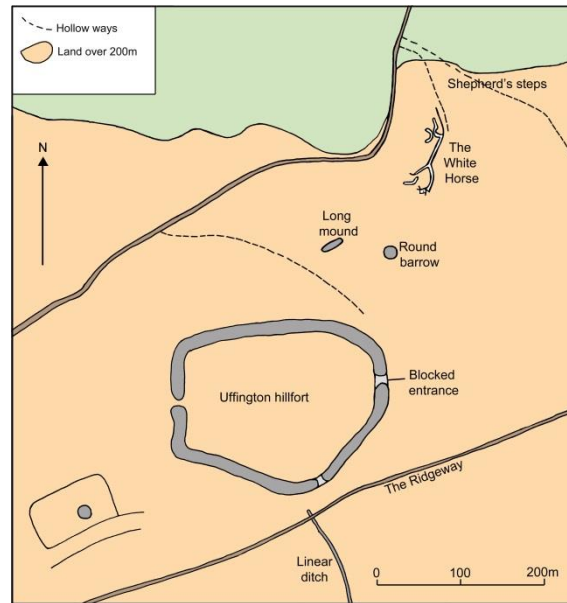 Hollow ways
Land over 200m
Shepherd's steps
N
The
White
Horse
Long
mound
Round
barrow
Blocked
entrance
Uffington hillfort
The Ridgeway
Linear
ditch
0 100 200m